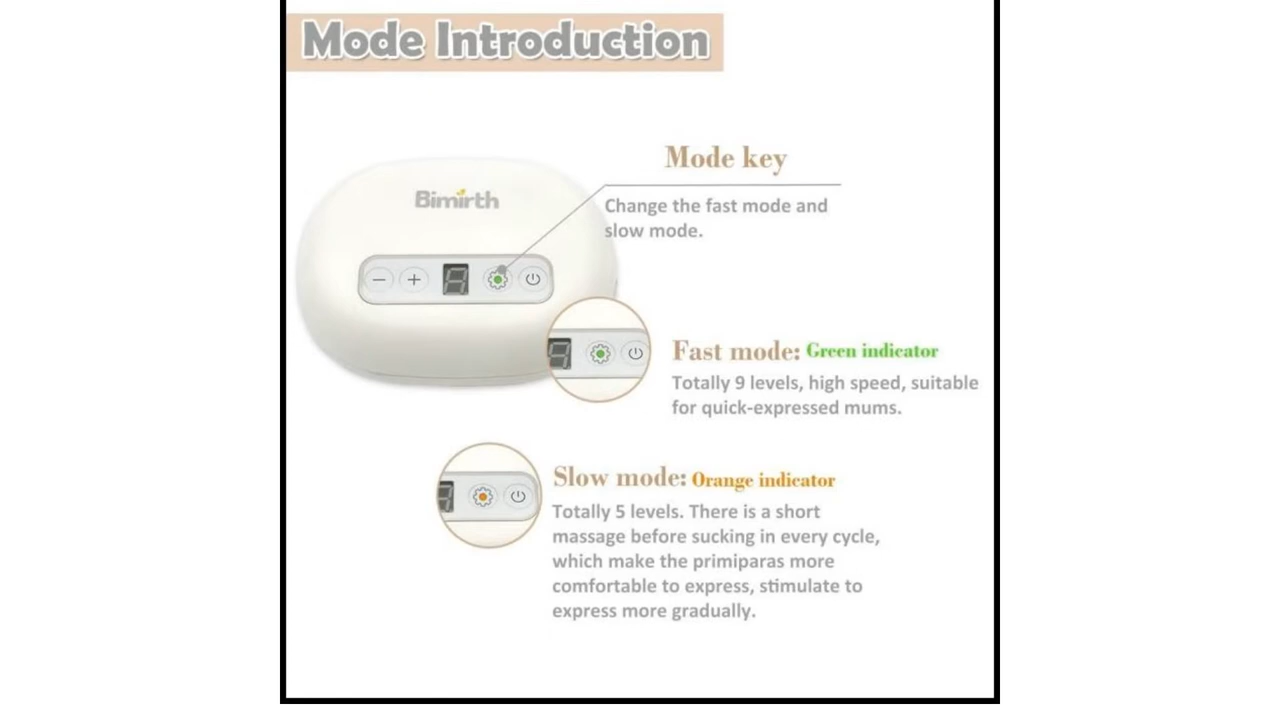 Mode Introduction
Mode key
Bimirth
Change the fast mode and
slow mode.
Fast mode: Green indicator
Totally 9 levels, high speed, suitable
for quick-expressed mums.
Slow mode: Orange indicator
Totally 5 levels. There is a short
massage before sucking in every cycle,
which make the primiparas more
comfortable to express, stimulate to
express more gradually.